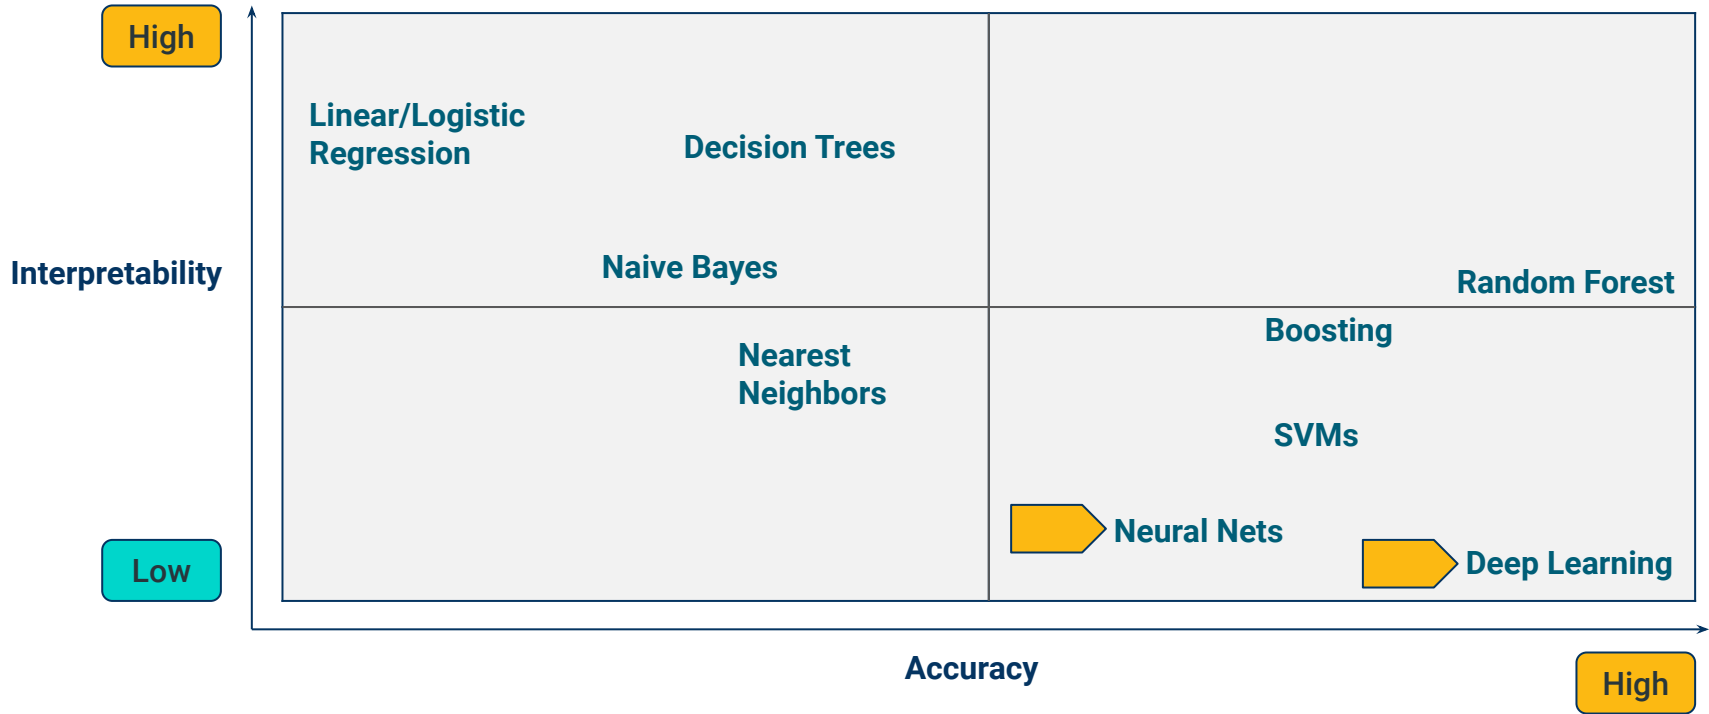 High
Linear/Logistic
Regression
Decision Trees
Interpretability
Naive Bayes
Random Forest
Boosting
Nearest
Neighbors
SVMs
Neural Nets
Low
Deep Learning
Accuracy
High